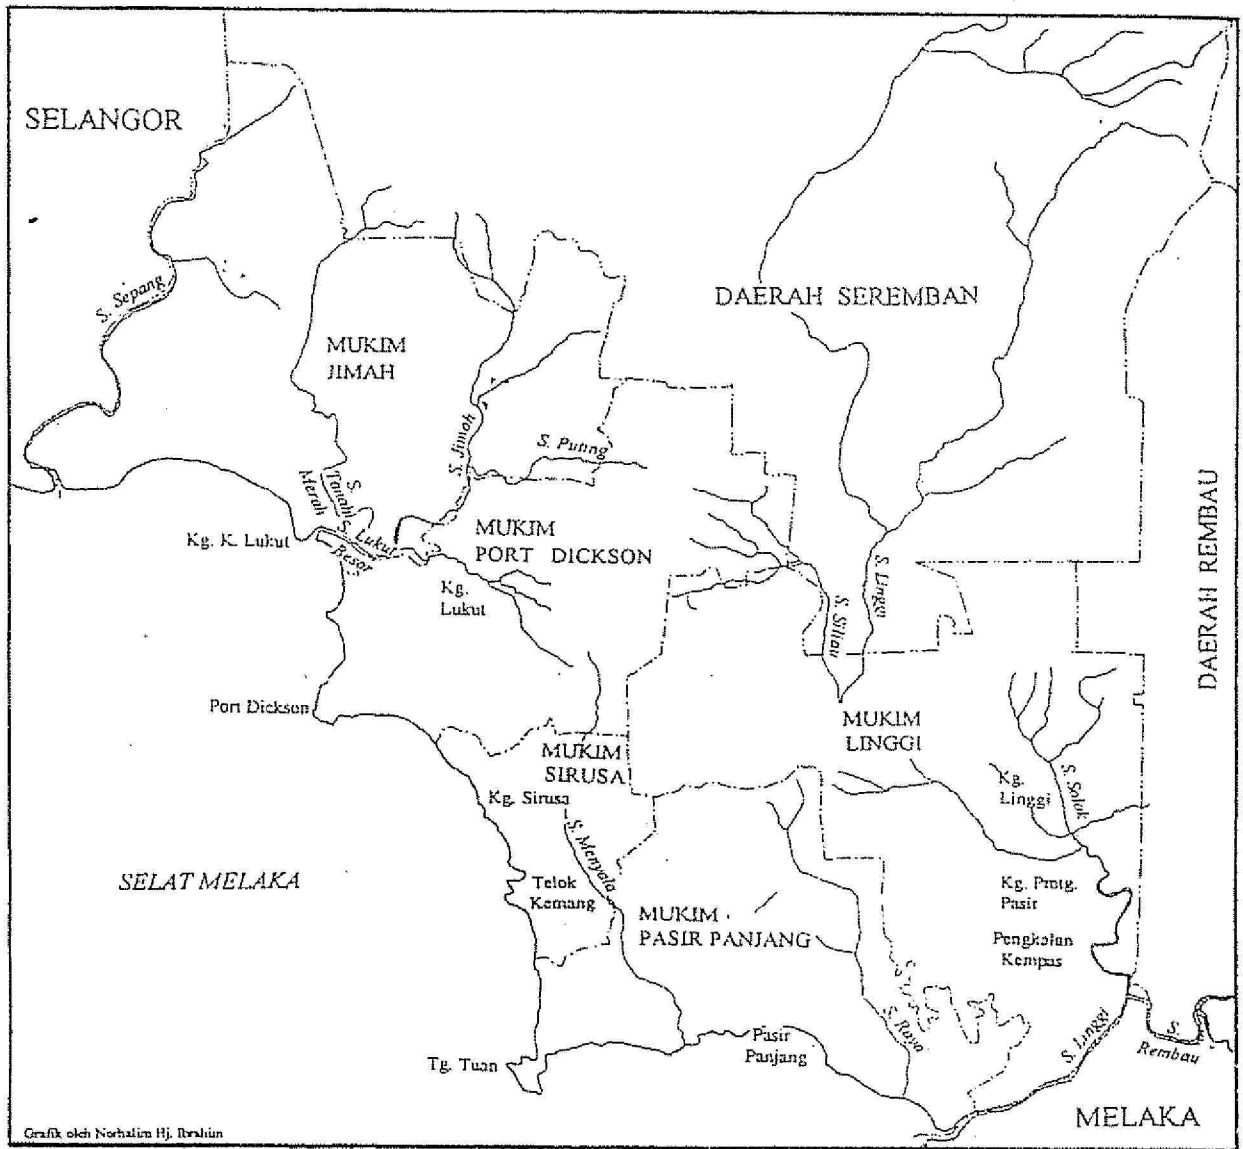 SELANGOR
S. Sepang
MUKIM
JIMAH
DAERAH SEREMBAN
S. Jimoh
S. Puting
S.
Tanah
Merah
S. Lukut
Besar
Kg. K. Lukut
MUKIM
PORT DICKSON
Kg.
Lukut
S. Linggi
S. Siliau
DAERAH REMBAU
Port Dickson
MUKIM
LINGGI
MUKIM
SIRUSA
Kg. Sirusa
Kg.
Linggi
S. Solak
S. Menyala
SELAT MELAKA
Telok
Kemang
MUKIM
PASIR PANJANG
Kg. Pmtg.
Pasir
Pengkalan
Kempas
S. Raya
Pasir
Panjang
S. Linggi
S.
Rembau
Tg. Tuan
MELAKA
Grafik oleh Norhalim Hj. Ibrahim